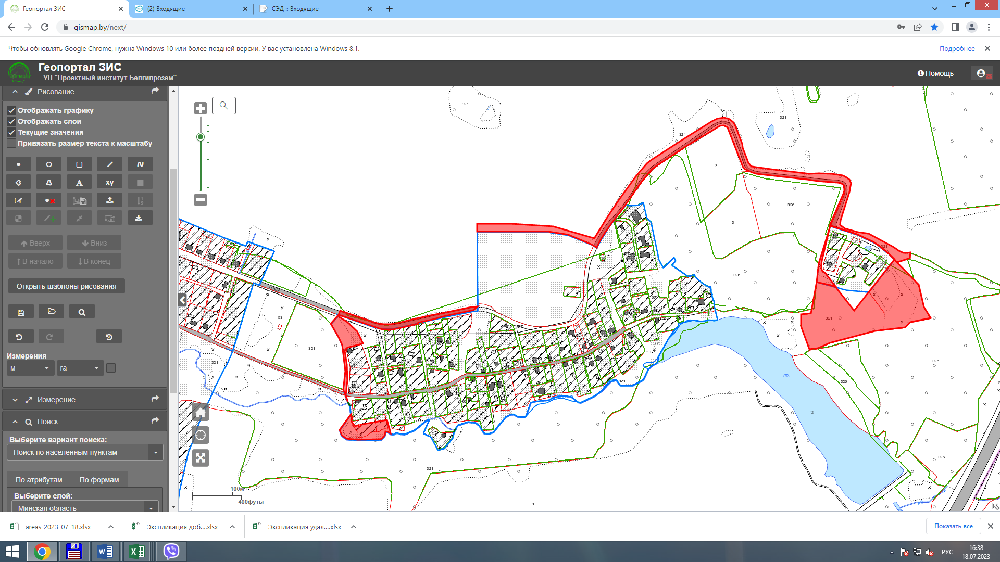 Геопортал ЗИС
(2) Входящие
СЭД :: Входящие
gismap.by/next/
Чтобы обновлять Google Chrome, нужна Windows 10 или более поздней версии. У вас установлена Windows 8.1.
Подробнее
Геопортал ЗИС
УП "Проектный институт Белгипрозем"
Помощь
Рисование
Отображать графику
Отображать слои
Текущие значения
Привязать размер текста к масштабу
A
xy
Вверх
Вниз
В начало
В конец
Открыть шаблоны рисования
Измерения
м
га
Измерение
Поиск
Выберите вариант поиска:
Поиск по населенным пунктам
По атрибутам
По формам
Выберите слой:
Минская область
321
321
321
3
326
3
326
321
321
53
321
321
тр.
67
67
67
321
пр.
326
326
42
326
321
3
100м
400футы
areas-2023-07-18.xlsx
Экспликация доб....xlsx
Экспликация удал....xlsx
Показать все
РУС
16:38
18.07.2023